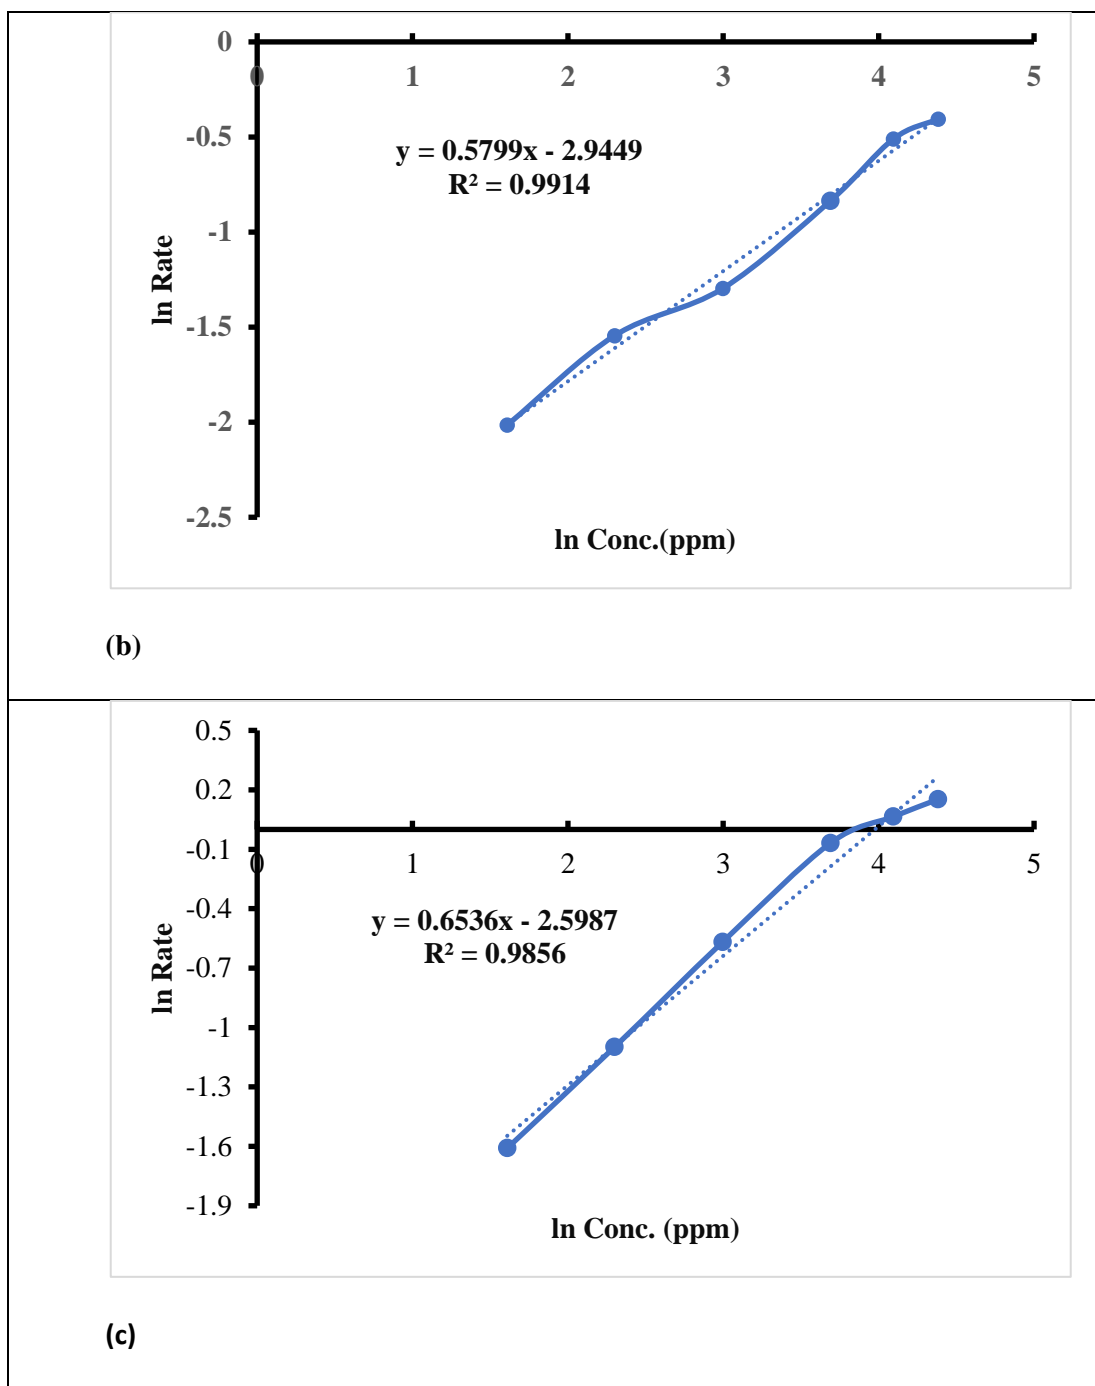 0
0 1 2 3 4 5
y = 0.5799x - 2.9449
R² = 0.9914
-0.5
-1
-1.5
-2
-2.5
ln Rate
ln Conc.(ppm)
(b)
0.5
0.2
-0.1
0 1 2 3 4 5
y = 0.6536x - 2.5987
R² = 0.9856
-0.4
-0.7
-1
-1.3
-1.6
-1.9
ln Rate
ln Conc. (ppm)
(c)